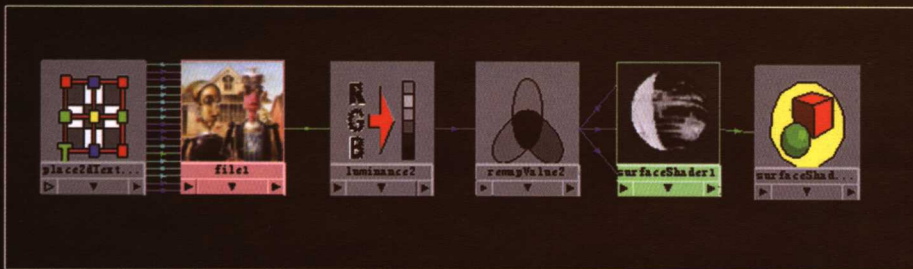 R
G
B
place2dText...
file1
luminance2
remapValue2
surfaceShader1
surfaceShad...